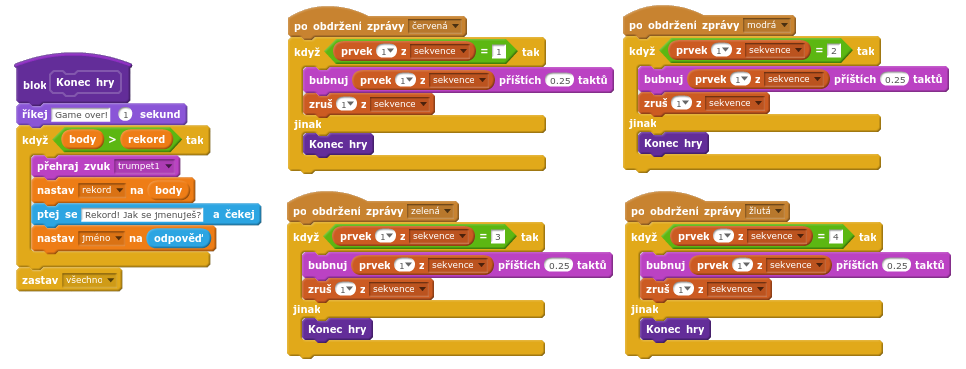 blok Konec hry
říkej Game over! 1 sekund
když body > rekord tak
přehraj zvuk trumpet1
nastav rekord na body
ptej se Rekord! Jak se jmenuješ? a čekej
nastav jméno na odpověď
zastav všechno
po obdržení zprávy červená
když prvek 1 z sekvence = 1 tak
bubnuj prvek 1 z sekvence příštích 0.25 taktů
zruš 1 z sekvence
jinak
Konec hry
po obdržení zprávy modrá
když prvek 1 z sekvence = 2 tak
bubnuj prvek 1 z sekvence příštích 0.25 taktů
zruš 1 z sekvence
jinak
Konec hry
po obdržení zprávy zelená
když prvek 1 z sekvence = 3 tak
bubnuj prvek 1 z sekvence příštích 0.25 taktů
zruš 1 z sekvence
jinak
Konec hry
po obdržení zprávy žlutá
když prvek 1 z sekvence = 4 tak
bubnuj prvek 1 z sekvence příštích 0.25 taktů
zruš 1 z sekvence
jinak
Konec hry